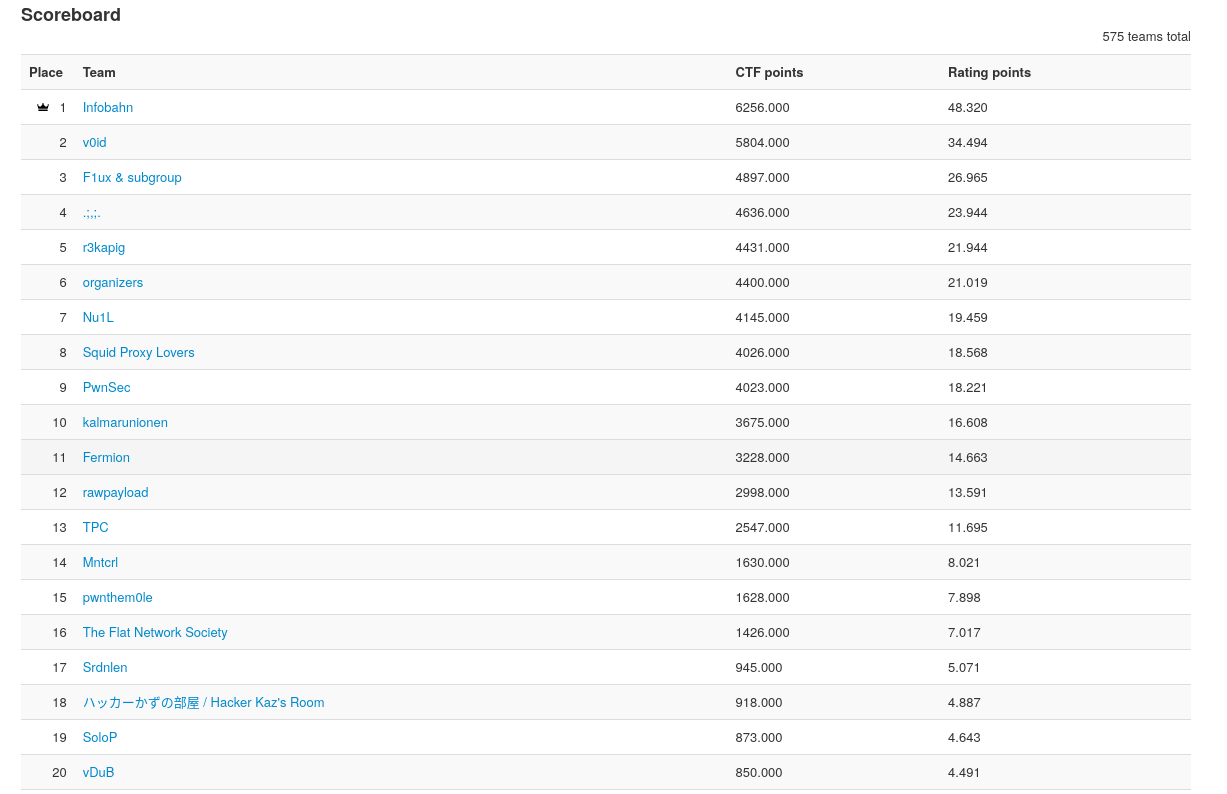 Scoreboard
575 teams total
Place Team CTF points Rating points
1 Infobahn 6256.000 48.320
2 v0id 5804.000 34.494
3 F1ux & subgroup 4897.000 26.965
4 .;,;. 4636.000 23.944
5 r3kapig 4431.000 21.944
6 organizers 4400.000 21.019
7 Nu1L 4145.000 19.459
8 Squid Proxy Lovers 4026.000 18.568
9 PwnSec 4023.000 18.221
10 kalmarunionen 3675.000 16.608
11 Fermion 3228.000 14.663
12 rawpayload 2998.000 13.591
13 TPC 2547.000 11.695
14 Mntcrl 1630.000 8.021
15 pwnthem0le 1628.000 7.898
16 The Flat Network Society 1426.000 7.017
17 Srdnlen 945.000 5.071
18 ハッカーかずの部屋 / Hacker Kaz's Room 918.000 4.887
19 SoloP 873.000 4.643
20 vDuB 850.000 4.491